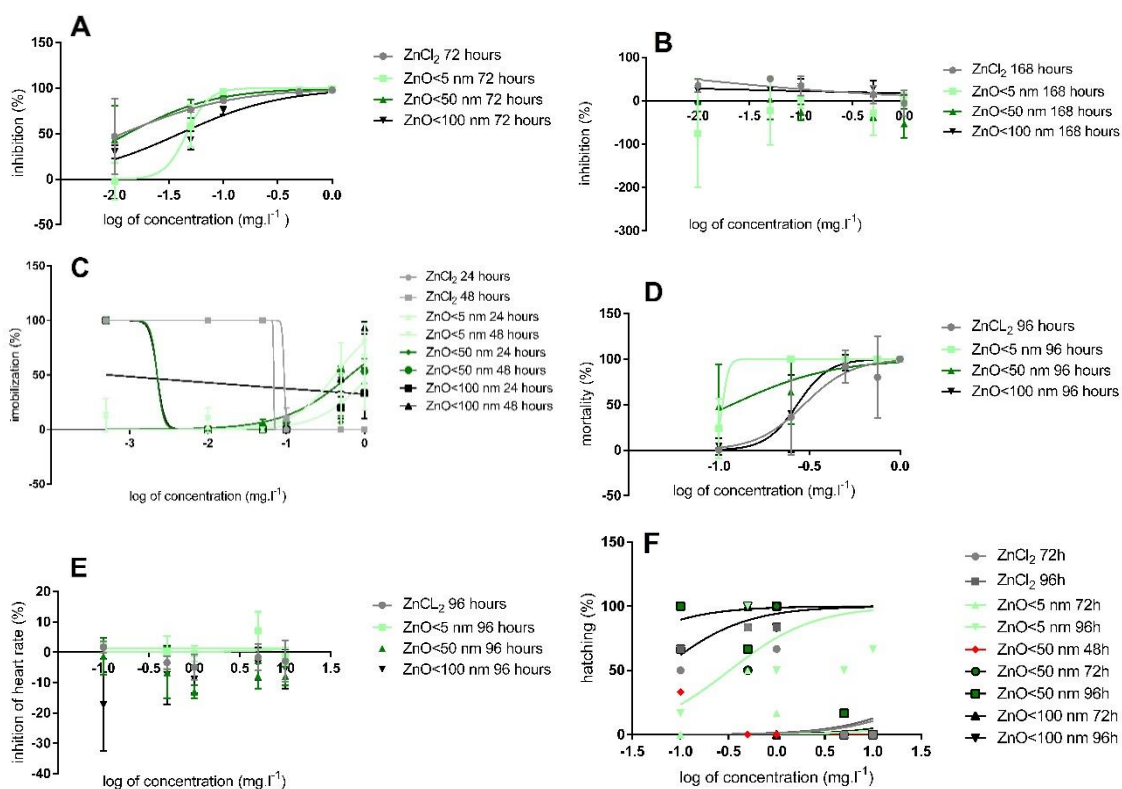 A
inhibition (%)
150
100
50
0
-50
-2.0
-1.5
-1.0
-0.5
0.0
log of concentration (mg.l-1 )
ZnCl2 72 hours
ZnO<5 nm 72 hours
ZnO<50 nm 72 hours
ZnO<100 nm 72 hours
B
inhibition (%)
100
0
-100
-200
-300
-2.0
-1.5
-1.0
-0.5
0.0
log of concentration (mg.l-1)
ZnCl2 168 hours
ZnO<5 nm 168 hours
ZnO<50 nm 168 hours
ZnO<100 nm 168 hours
C
imobilization (%)
150
100
50
0
-50
-3
-2
-1
0
log of concentration (mg.l-1)
ZnCl2 24 hours
ZnCl2 48 hours
ZnO<5 nm 24 hours
ZnO<5 nm 48 hours
ZnO<50 nm 24 hours
ZnO<50 nm 48 hours
ZnO<100 nm 24 hours
ZnO<100 nm 48 hours
D
mortality (%)
150
100
50
0
-50
-1.0
-0.5
0.0
log of concentration (mg.l-1)
ZnCL2 96 hours
ZnO<5 nm 96 hours
ZnO<50 nm 96 hours
ZnO<100 nm 96 hours
E
inhition of heart rate (%)
20
10
0
-10
-20
-30
-40
-1.0
-0.5
0.0
0.5
1.0
1.5
log of concentration (mg.l-1)
ZnCL2 96 hours
ZnO<5 nm 96 hours
ZnO<50 nm 96 hours
ZnO<100 nm 96 hours
F
hatching (%)
150
100
50
0
-1.5
-1.0
-0.5
0.0
0.5
1.0
1.5
log of concentration (mg.l-1)
ZnCl2 72h
ZnCl2 96h
ZnO<5 nm 72h
ZnO<5 nm 96h
ZnO<50 nm 48h
ZnO<50 nm 72h
ZnO<50 nm 96h
ZnO<100 nm 72h
ZnO<100 nm 96h